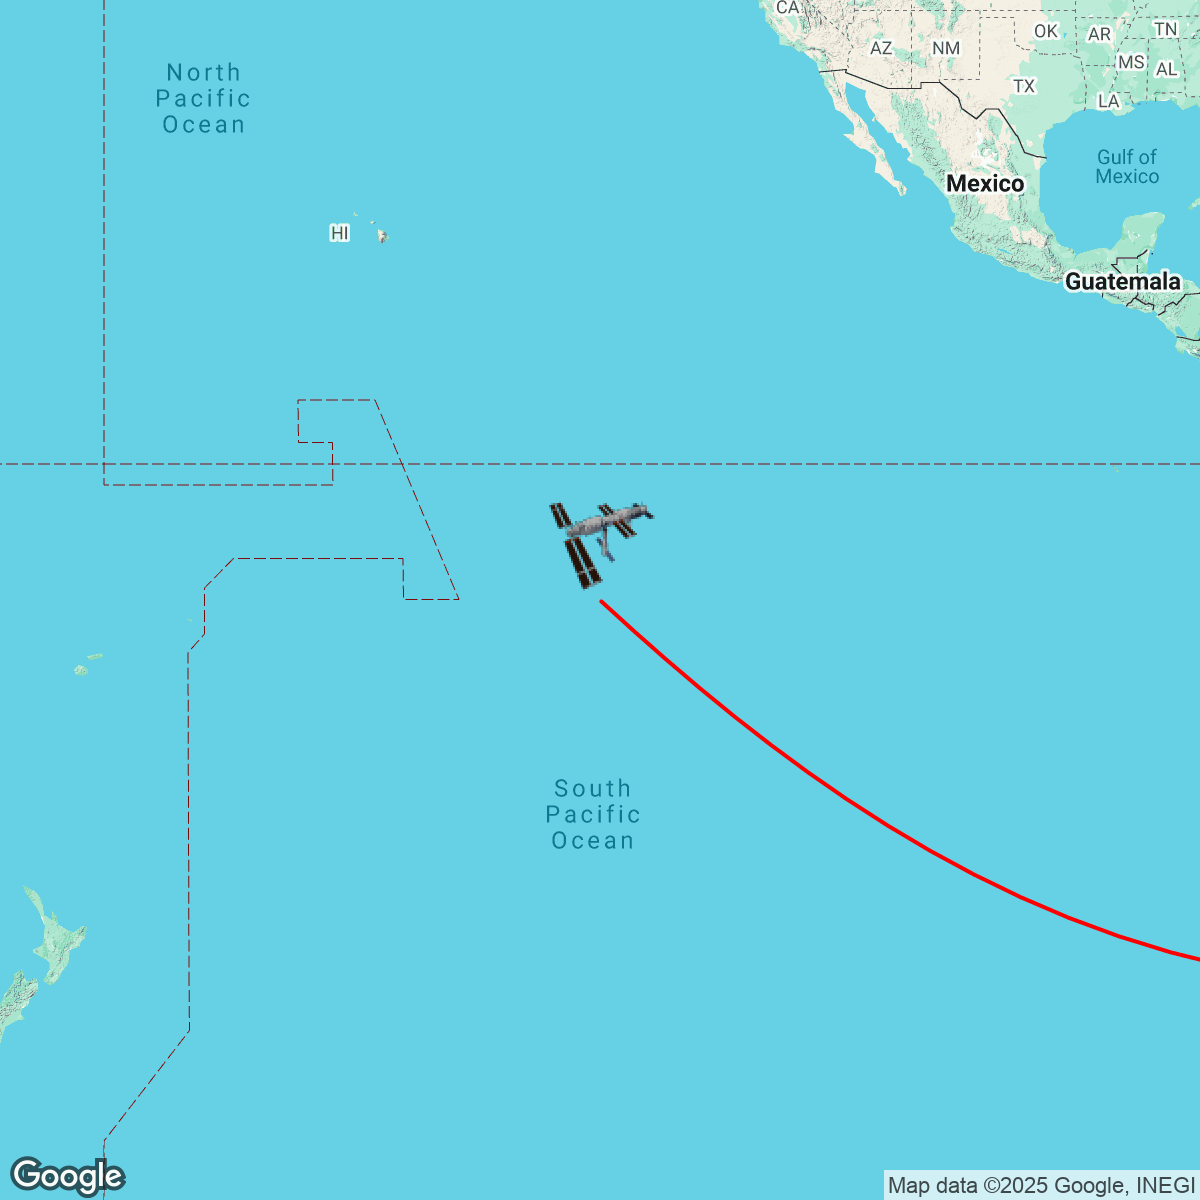 CA
AZ
NM
OK
AR
TN
MS
AL
TX
LA
North
Pacific
Ocean
Gulf of
Mexico
Mexico
HI
Guatemala
South
Pacific
Ocean
Google
Map data ©2025 Google, INEGI